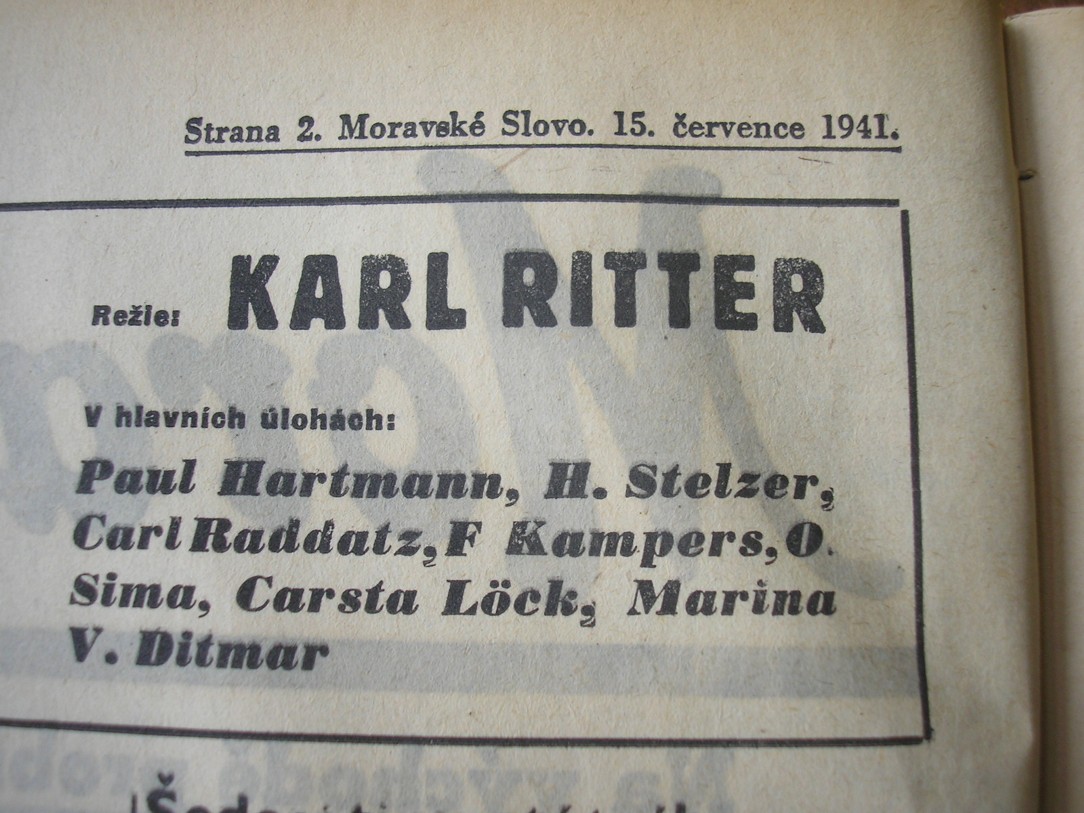 Strana 2. Moravské Slovo. 15. července 1941.
Režie: KARL RITTER
V hlavních úlohách:
Paul Hartmann, H. Stelzer,
Carl Raddatz, F Kampers, O.
Sima, Carsta Löck, Marina
V. Ditmar